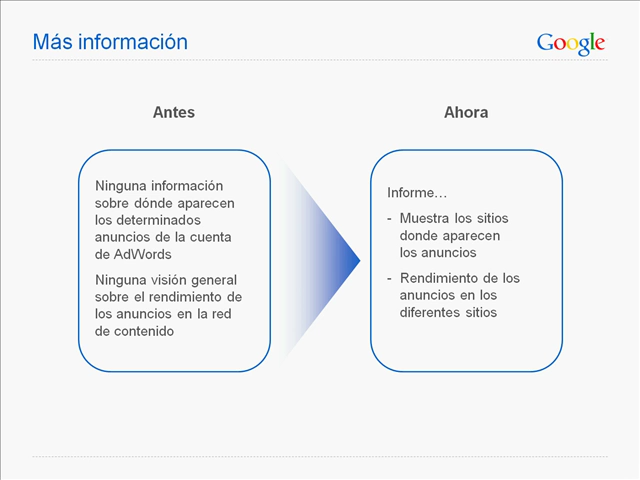 Más información
Google
Antes
Ahora
Ninguna información
sobre dónde aparecen
los determinados
anuncios de la cuenta
de AdWords
Ninguna visión general
sobre el rendimiento de
los anuncios en la red
de contenido
Informe…
- Muestra los sitios
donde aparecen
los anuncios
- Rendimiento de los
anuncios en los
diferentes sitios